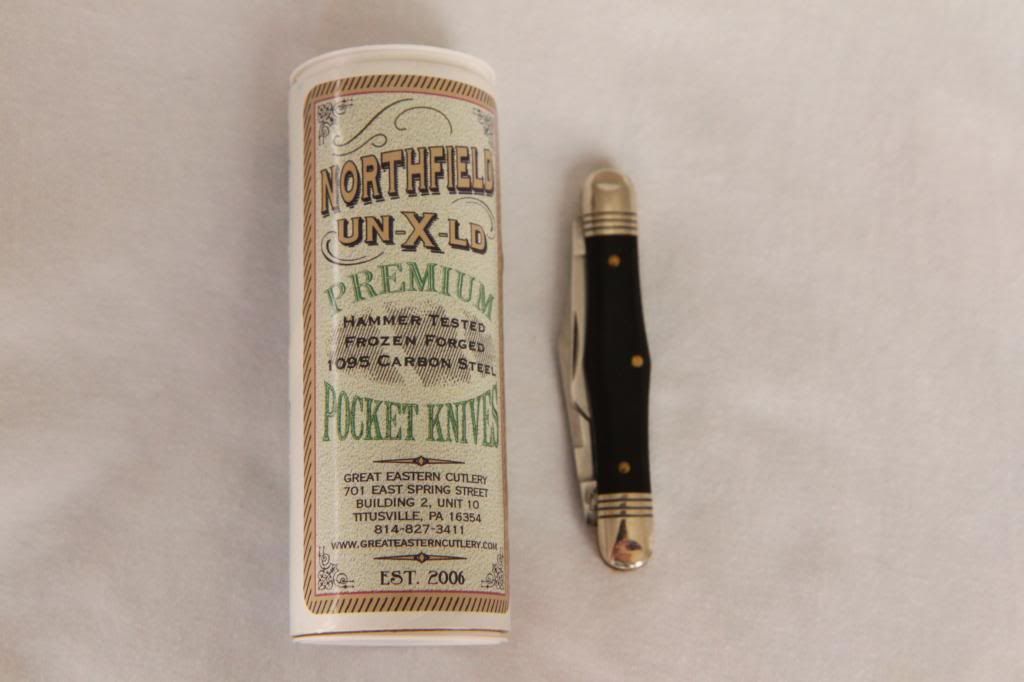 NORTHFIELD
UN-X-LD
PREMIUM
HAMMER TESTED
FROZEN FORGED
1095 CARBON STEEL
POCKET KNIVES
GREAT EASTERN CUTLERY
701 EAST SPRING STREET
BUILDING 2, UNIT 10
TITUSVILLE, PA 16354
814-827-3411
WWW.GREATEASTERNCUTLERY.COM
EST. 2006